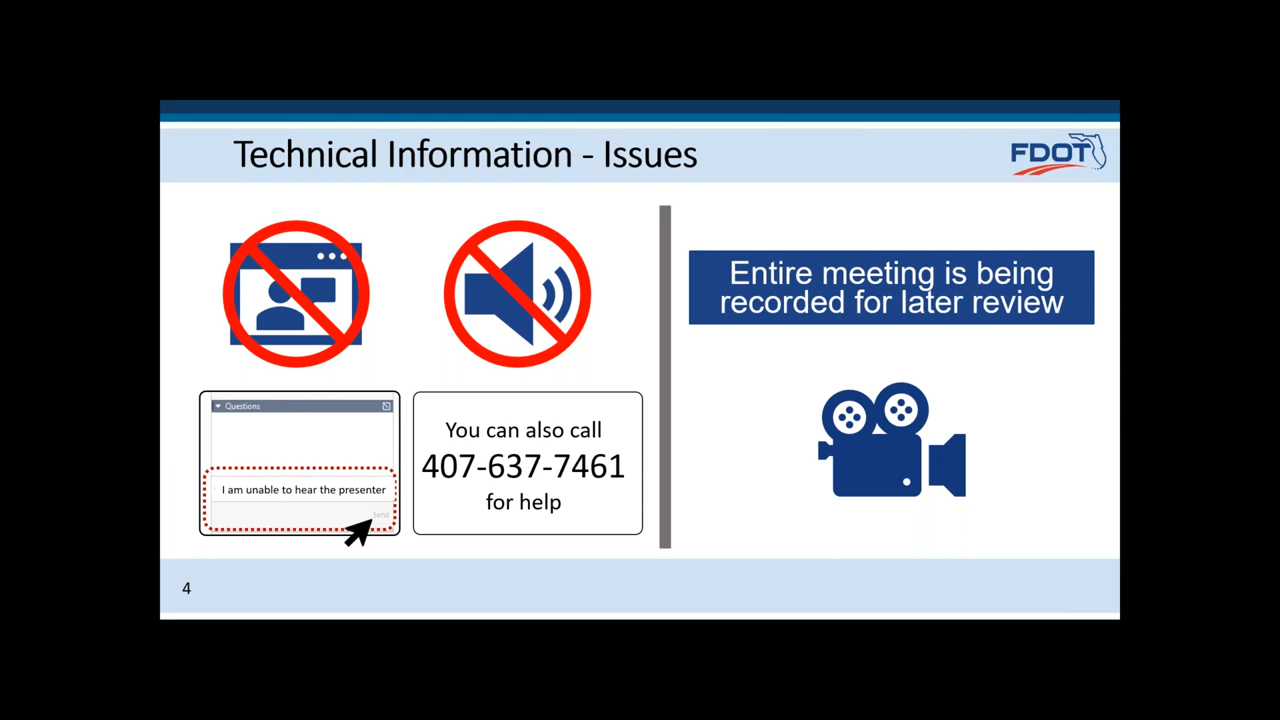 Technical Information - Issues
FDOT
Questions
I am unable to hear the presenter
Send
You can also call
407-637-7461
for help
Entire meeting is being
recorded for later review
4